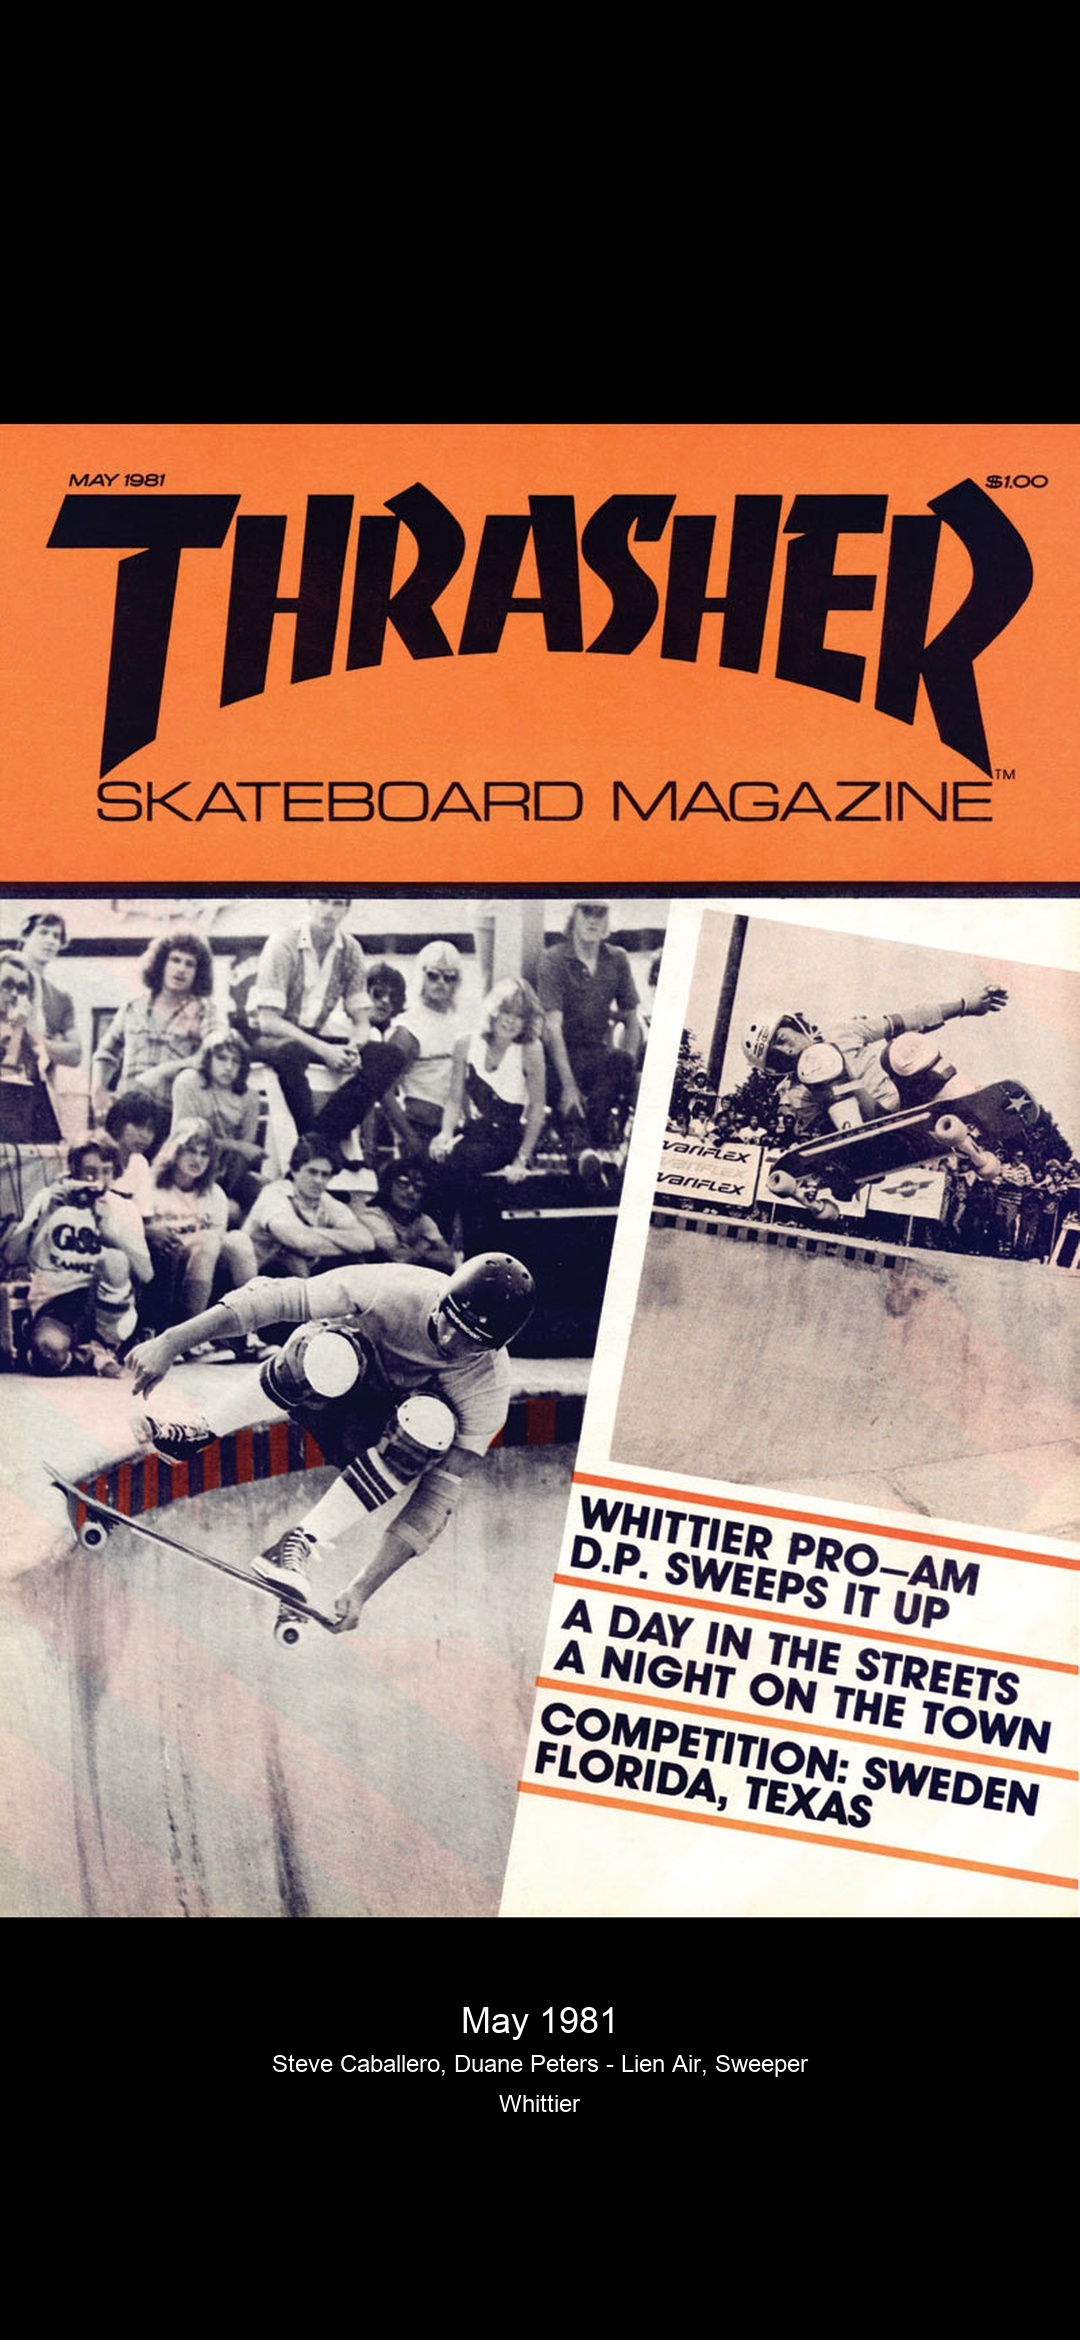 MAY 1981
$1.00
THRASHER
TM
SKATEBOARD MAGAZINE
VARIFLEX
VARIFLEX
VARIFLEX
G&S
WHITTIER PRO–AM
D.P. SWEEPS IT UP
A DAY IN THE STREETS
A NIGHT ON THE TOWN
COMPETITION: SWEDEN
FLORIDA, TEXAS
May 1981
Steve Caballero, Duane Peters - Lien Air, Sweeper
Whittier